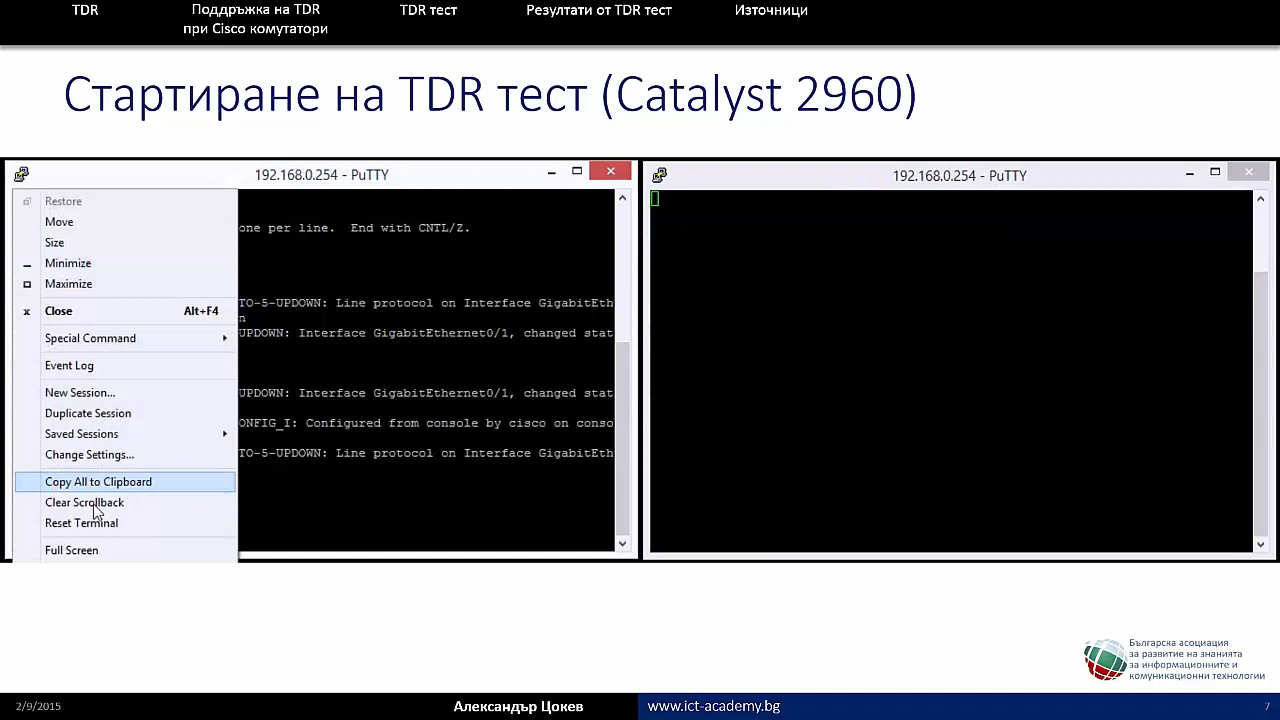 TDR
Поддръжка на TDR
при Cisco комутатори
TDR тест
Резултати от TDR тест
Източници
Стартиране на TDR тест (Catalyst 2960)
192.168.0.254 - PuTTY
Restore
Move
Size
Minimize
Maximize
Close Alt+F4
Special Command
Event Log
New Session...
Duplicate Session
Saved Sessions
Change Settings...
Copy All to Clipboard
Clear Scrollback
Reset Terminal
Full Screen
one per line. End with CNTL/Z.
TO-5-UPDOWN: Line protocol on Interface GigabitEth
n
UPDOWN: Interface GigabitEthernet0/1, changed stat
UPDOWN: Interface GigabitEthernet0/1, changed stat
ONFIG_I: Configured from console by cisco on conso
TO-5-UPDOWN: Line protocol on Interface GigabitEth
192.168.0.254 - PuTTY
Българска асоциация
за развитие на знанията
за информационните и
комуникационни технологии
2/9/2015
Александър Цокев
www.ict-academy.bg
7